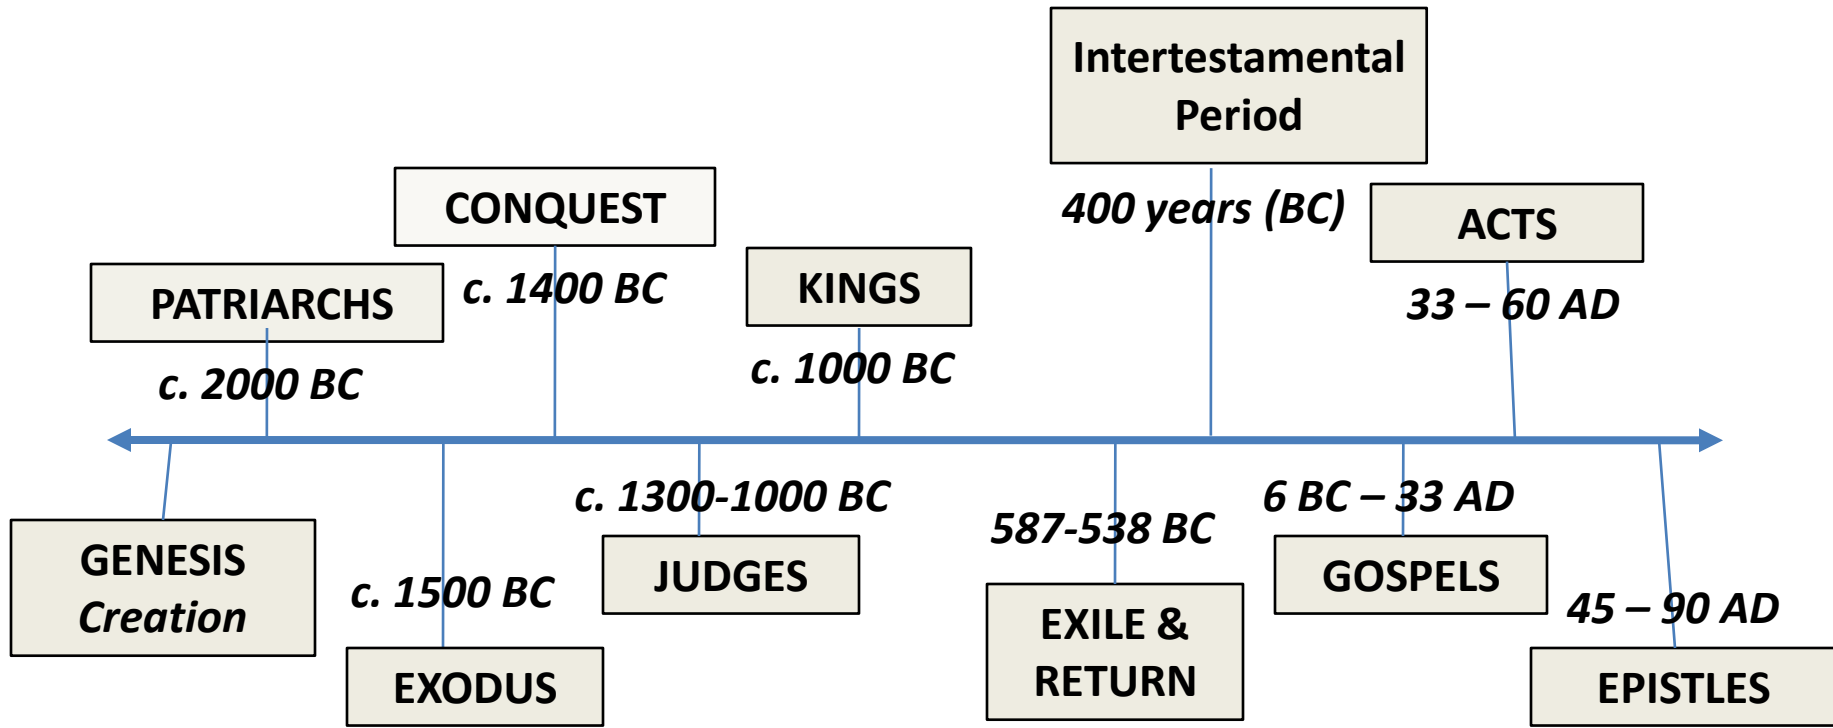 Intertestamental
Period
400 years (BC)
CONQUEST
c. 1400 BC
ACTS
33 – 60 AD
PATRIARCHS
c. 2000 BC
KINGS
c. 1000 BC
GENESIS
Creation
c. 1500 BC
EXODUS
c. 1300-1000 BC
JUDGES
587-538 BC
EXILE &
RETURN
6 BC – 33 AD
GOSPELS
45 – 90 AD
EPISTLES